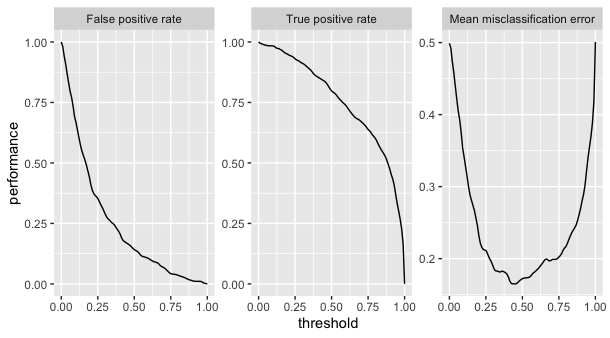 False positive rate
True positive rate
Mean misclassification error
performance
1.00
0.75
0.50
0.25
0.00
1.00
0.75
0.50
0.25
0.00
0.5
0.4
0.3
0.2
0.00 0.25 0.50 0.75 1.00
0.00 0.25 0.50 0.75 1.00
0.00 0.25 0.50 0.75 1.00
threshold